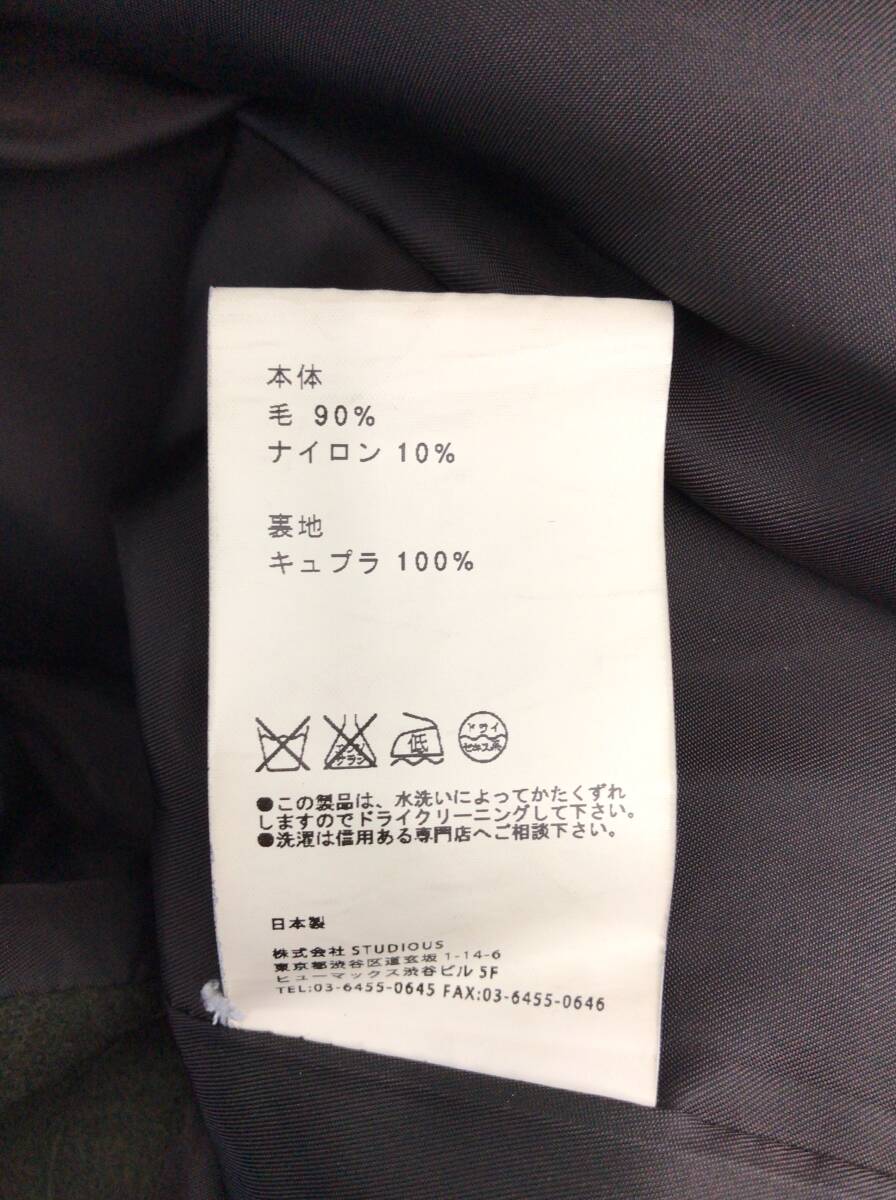 本体
毛 90%
ナイロン 10%
裏地
キュプラ 100%
エンソ サラシ
低
ドライ
セキユ系
●この製品は、水洗いによってかたくずれ
しますのでドライクリーニングして下さい。
●洗濯は信用ある専門店へご相談下さい。
日本製
株式会社 STUDIOUS
東京都渋谷区道玄坂 1-14-6
ヒューマックス渋谷ビル 5F
TEL:03-6455-0645 FAX:03-6455-0646